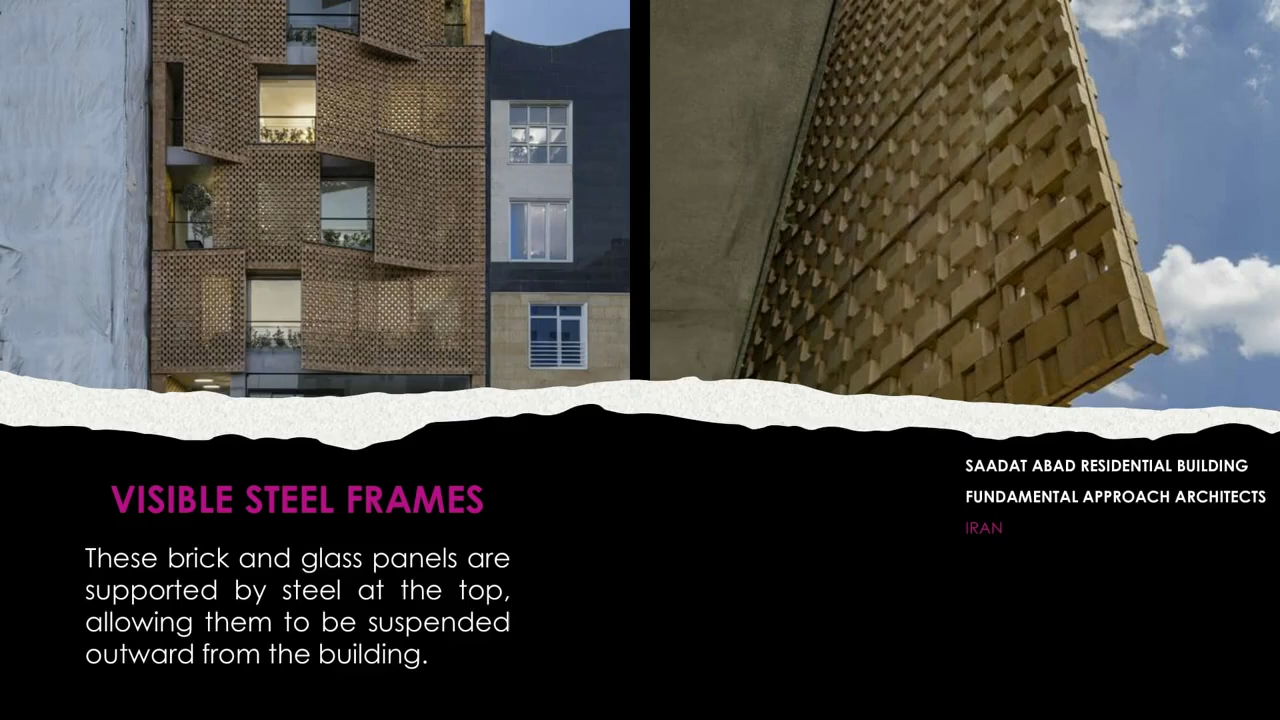 VISIBLE STEEL FRAMES
These brick and glass panels are
supported by steel at the top,
allowing them to be suspended
outward from the building.
SAADAT ABAD RESIDENTIAL BUILDING
FUNDAMENTAL APPROACH ARCHITECTS
IRAN